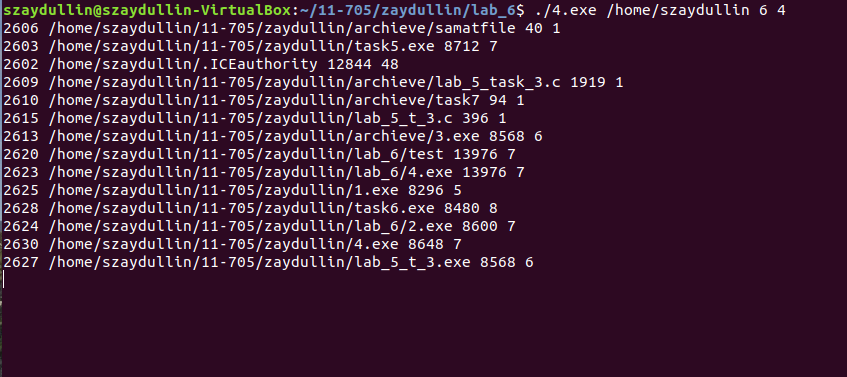 szaydullin@szaydullin-VirtualBox:~/11-705/zaydullin/lab_6$ ./4.exe /home/szaydullin 6 4
2606 /home/szaydullin/11-705/zaydullin/archieve/samatfile 40 1
2603 /home/szaydullin/11-705/zaydullin/task5.exe 8712 7
2602 /home/szaydullin/.ICEauthority 12844 48
2609 /home/szaydullin/11-705/zaydullin/archieve/lab_5_task_3.c 1919 1
2610 /home/szaydullin/11-705/zaydullin/archieve/task7 94 1
2615 /home/szaydullin/11-705/zaydullin/lab_5_t_3.c 396 1
2613 /home/szaydullin/11-705/zaydullin/archieve/3.exe 8568 6
2620 /home/szaydullin/11-705/zaydullin/lab_6/test 13976 7
2623 /home/szaydullin/11-705/zaydullin/lab_6/4.exe 13976 7
2625 /home/szaydullin/11-705/zaydullin/1.exe 8296 5
2628 /home/szaydullin/11-705/zaydullin/task6.exe 8480 8
2624 /home/szaydullin/11-705/zaydullin/lab_6/2.exe 8600 7
2630 /home/szaydullin/11-705/zaydullin/4.exe 8648 7
2627 /home/szaydullin/11-705/zaydullin/lab_5_t_3.exe 8568 6